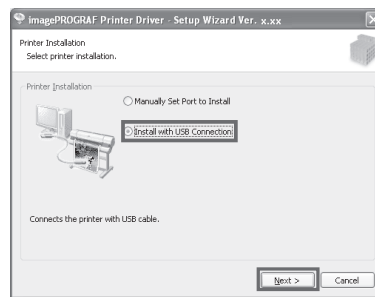 imagePROGRAF Printer Driver - Setup Wizard Ver. x.xx
Printer Installation
Select printer installation.
Printer Installation
Manually Set Port to Install
Install with USB Connection
Connects the printer with USB cable.
Next >
Cancel